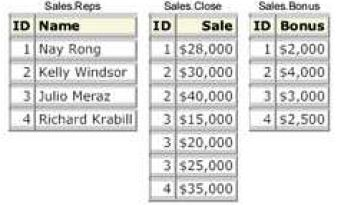 Sales.Reps
ID Name
1 Nay Rong
2 Kelly Windsor
3 Julio Meraz
4 Richard Krabill
Sales.Close
ID Sale
1 $28,000
2 $30,000
2 $40,000
3 $15,000
3 $20,000
3 $25,000
4 $35,000
Sales.Bonus
ID Bonus
1 $2,000
2 $4,000
3 $3,000
4 $2,500